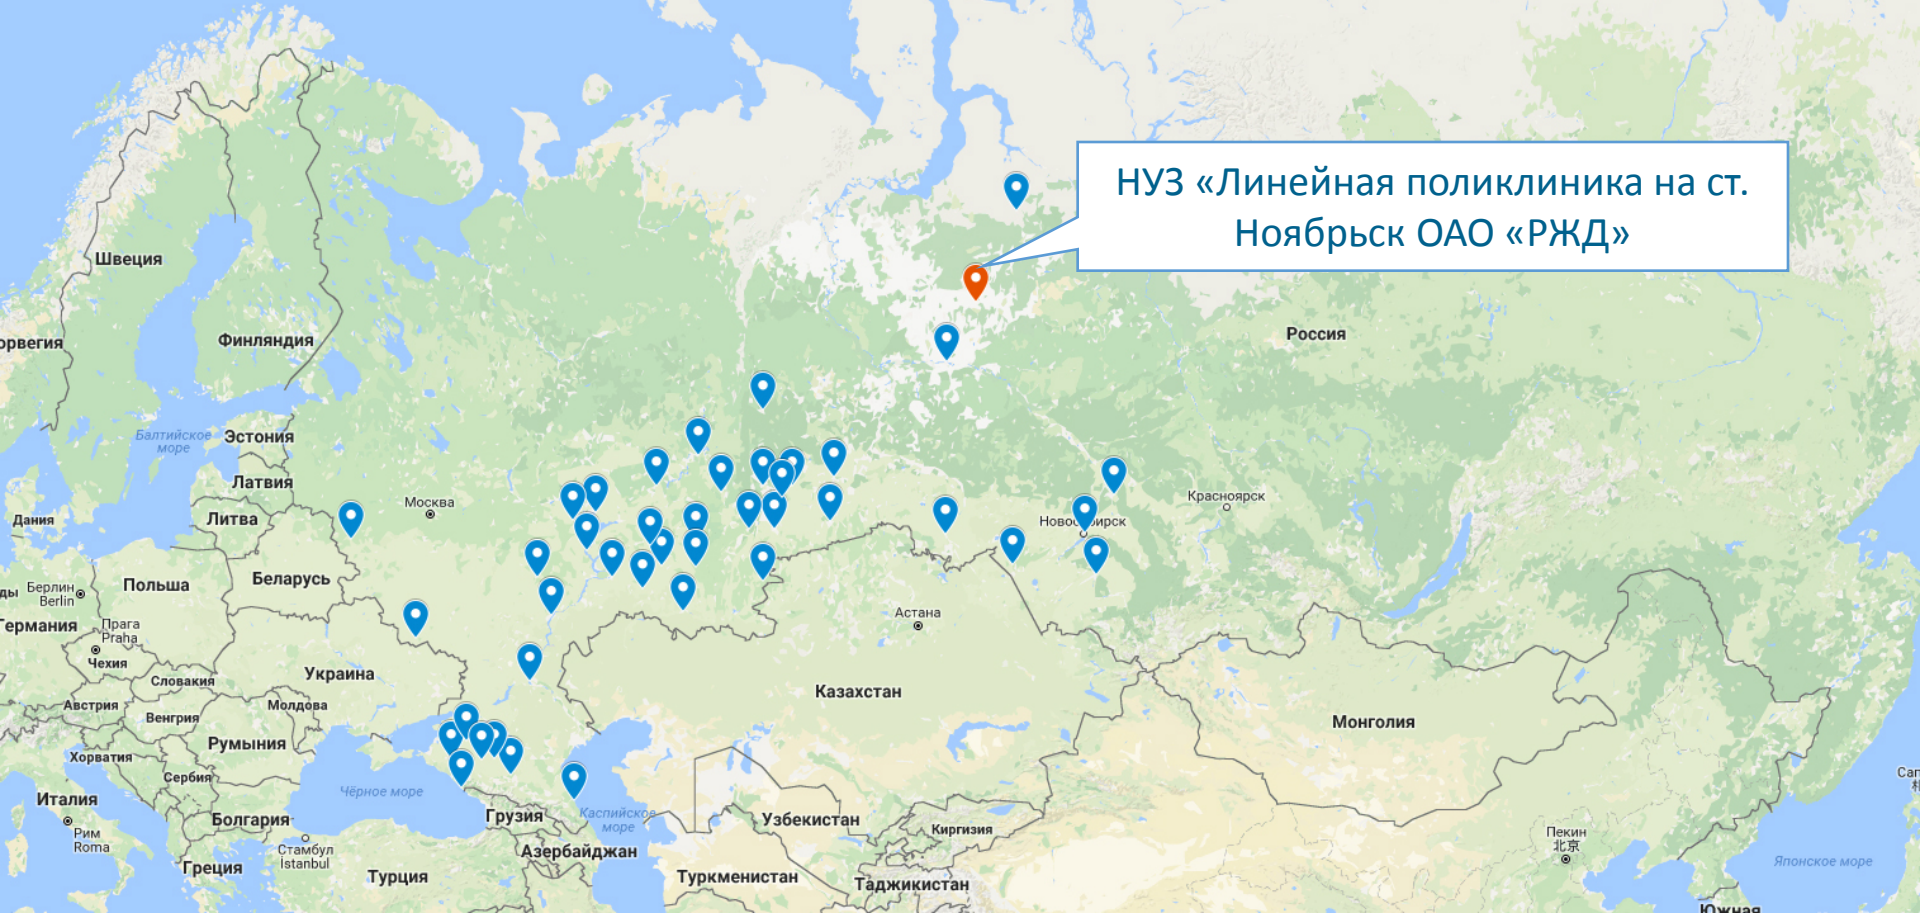 НУЗ «Линейная поликлиника на ст.
Ноябрьск ОАО «РЖД»
Швеция
Финляндия
орвегия
Россия
Балтийское
море
Эстония
Латвия
Москва
Красноярск
Литва
Дания
Беларусь
Польша
Берлин
Berlin
ды
Германия
Прага
Praha
Чехия
Астана
Словакия
Украина
Казахстан
Австрия
Молдова
Венгрия
Монголия
Румыния
Хорватия
Сербия
Сап
Чёрное море
Италия
Болгария
Грузия
Каспийское
море
Узбекистан
Киргизия
Рим
Roma
Стамбул
İstanbul
Азербайджан
Пекин
北京
Греция
Турция
Туркменистан
Таджикистан
Японское море
Южная